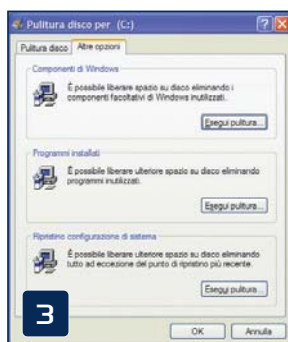 Pulitura disco per (C:)
Pulitura disco
Altre opzioni
Componenti di Windows
È possibile liberare spazio su disco eliminando i
componenti facoltativi di Windows inutilizzati.
Esegui pulitura...
Programmi installati
È possibile liberare ulteriore spazio su disco eliminando
programmi inutilizzati.
Esegui pulitura...
Ripristino configurazione di sistema
È possibile liberare ulteriore spazio su disco eliminando
tutto ad eccezione del punto di ripristino più recente.
Esegui pulitura...
3
OK
Annulla